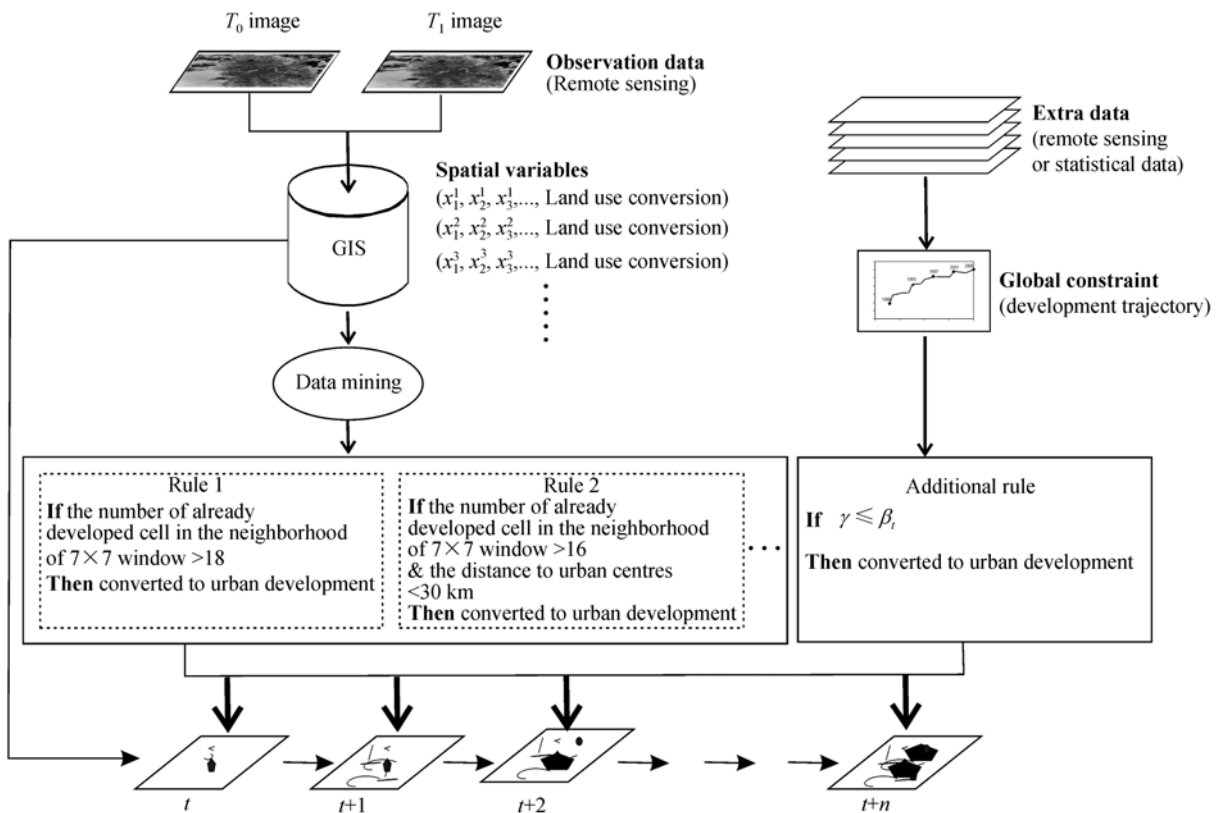 T₀ image
T₁ image
Observation data
(Remote sensing)
Spatial variables
(x₁¹, x₂¹, x₃¹,..., Land use conversion)
(x₁², x₂², x₃²,..., Land use conversion)
(x₁³, x₂³, x₃³,..., Land use conversion)
GIS
Data mining
Extra data
(remote sensing
or statistical data)
Global constraint
(development trajectory)
Rule 1
If the number of already
developed cell in the neighborhood
of 7×7 window >18
Then converted to urban development
Rule 2
If the number of already
developed cell in the neighborhood
of 7×7 window >16
& the distance to urban centres
<30 km
Then converted to urban development
...
Additional rule
If γ ≤ βₜ
Then converted to urban development
t
t+1
t+2
t+n